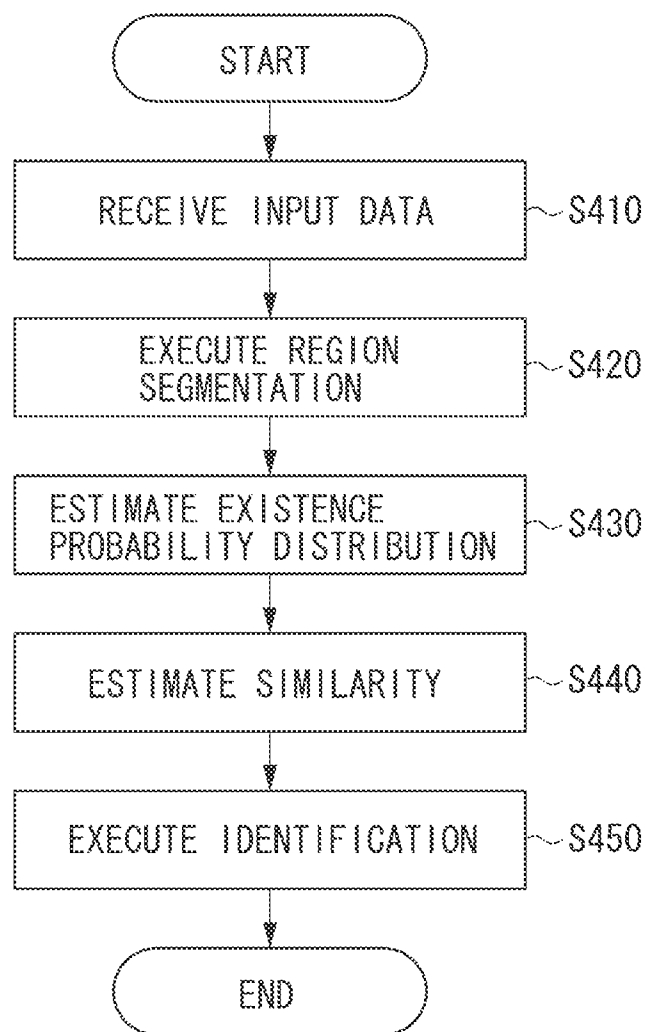 START
RECEIVE INPUT DATA
S410
EXECUTE REGION
SEGMENTATION
S420
ESTIMATE EXISTENCE
PROBABILITY DISTRIBUTION
S430
ESTIMATE SIMILARITY
S440
EXECUTE IDENTIFICATION
S450
END